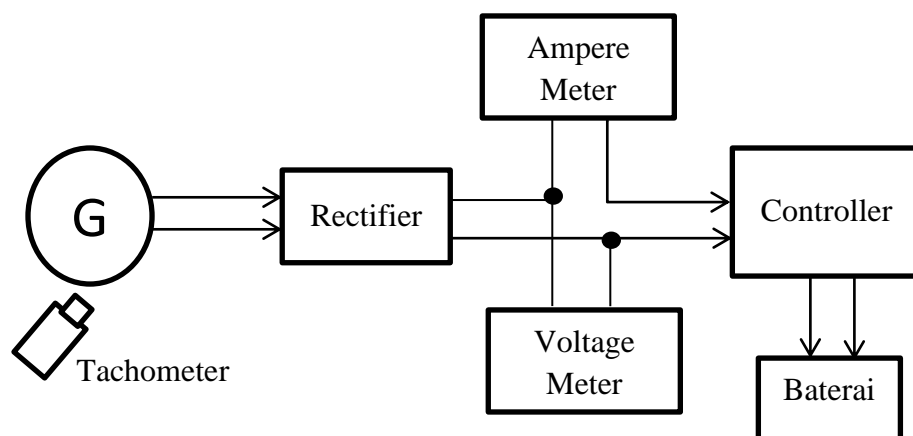 Ampere
Meter
G
Rectifier
Controller
Tachometer
Voltage
Meter
Baterai